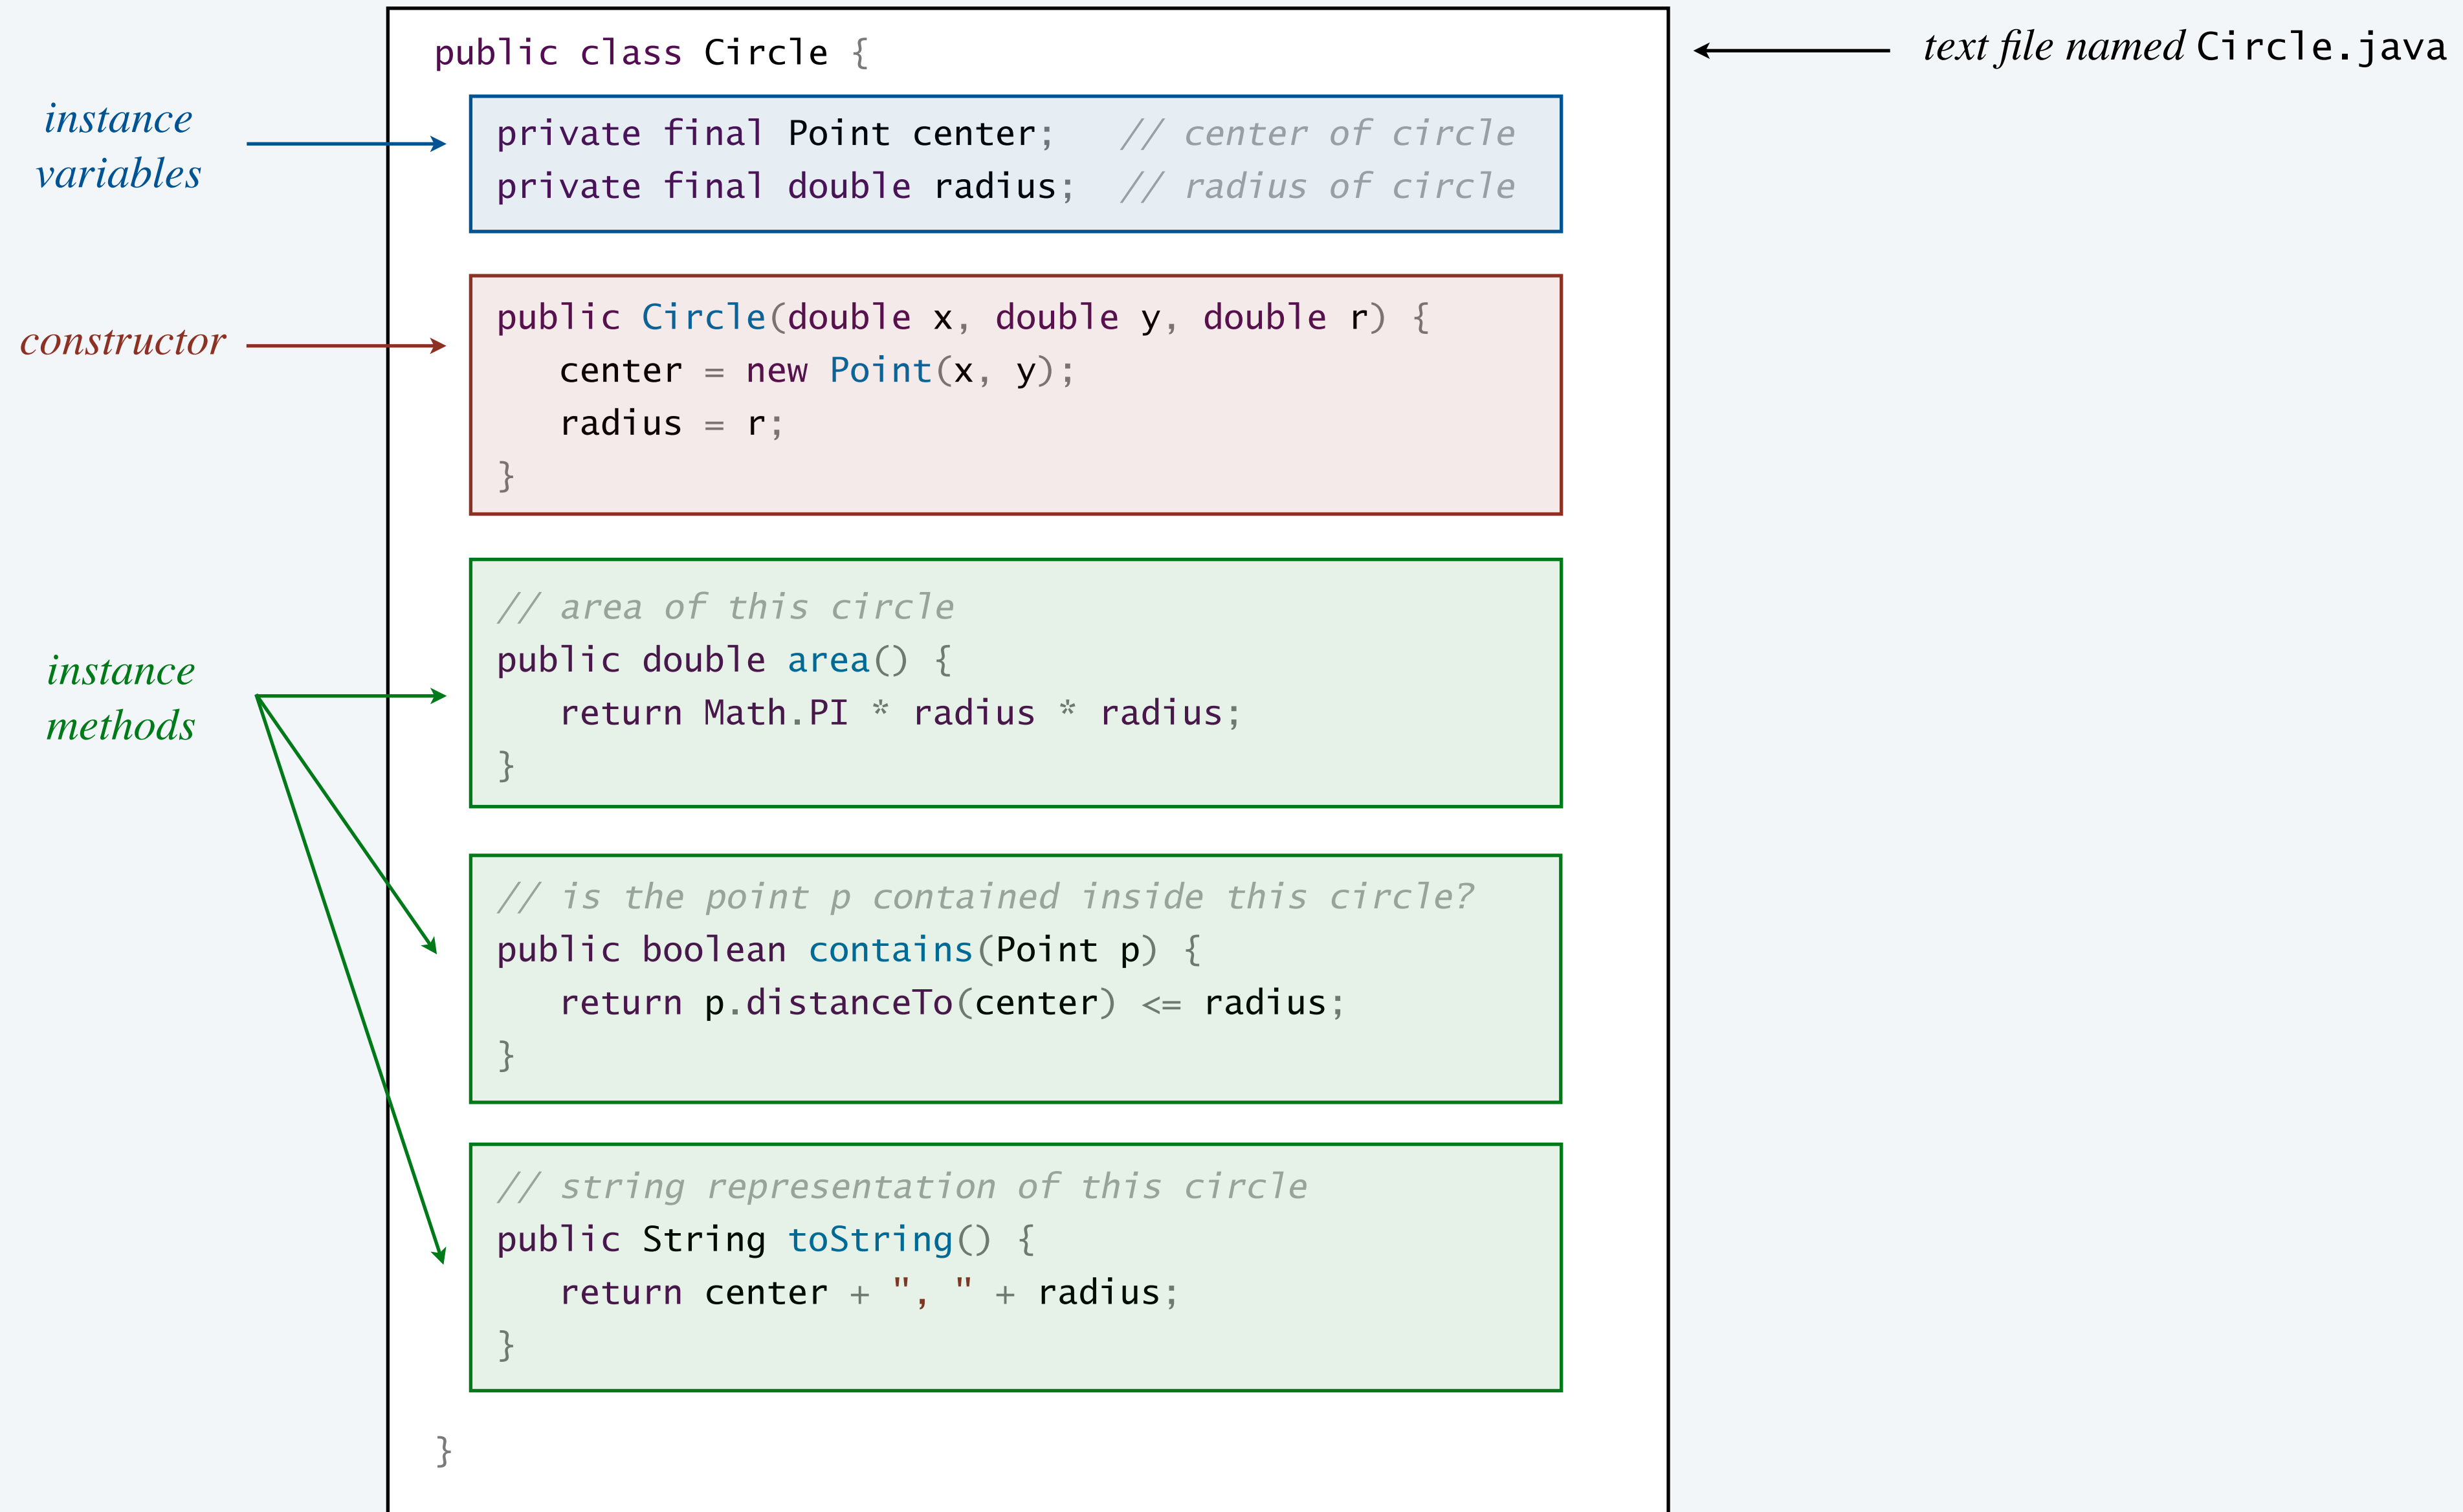 public class Circle {
text file named Circle.java
instance
variables
private final Point center;   // center of circle
private final double radius;  // radius of circle
constructor
public Circle(double x, double y, double r) {
   center = new Point(x, y);
   radius = r;
}
instance
methods
// area of this circle
public double area() {
   return Math.PI * radius * radius;
}
// is the point p contained inside this circle?
public boolean contains(Point p) {
   return p.distanceTo(center) <= radius;
}
// string representation of this circle
public String toString() {
   return center + ", " + radius;
}
}